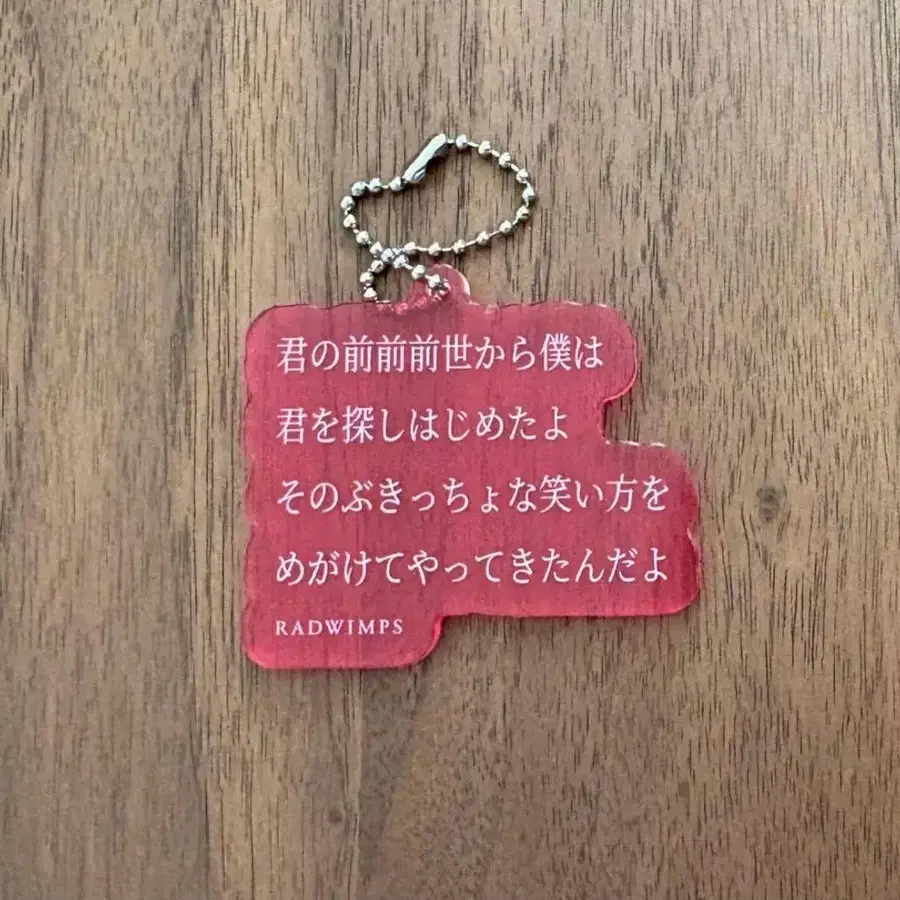 君の前前前世から僕は
君を探しはじめたよ
そのぶきっちょな笑い方を
めがけてやってきたんだよ
RADWIMPS